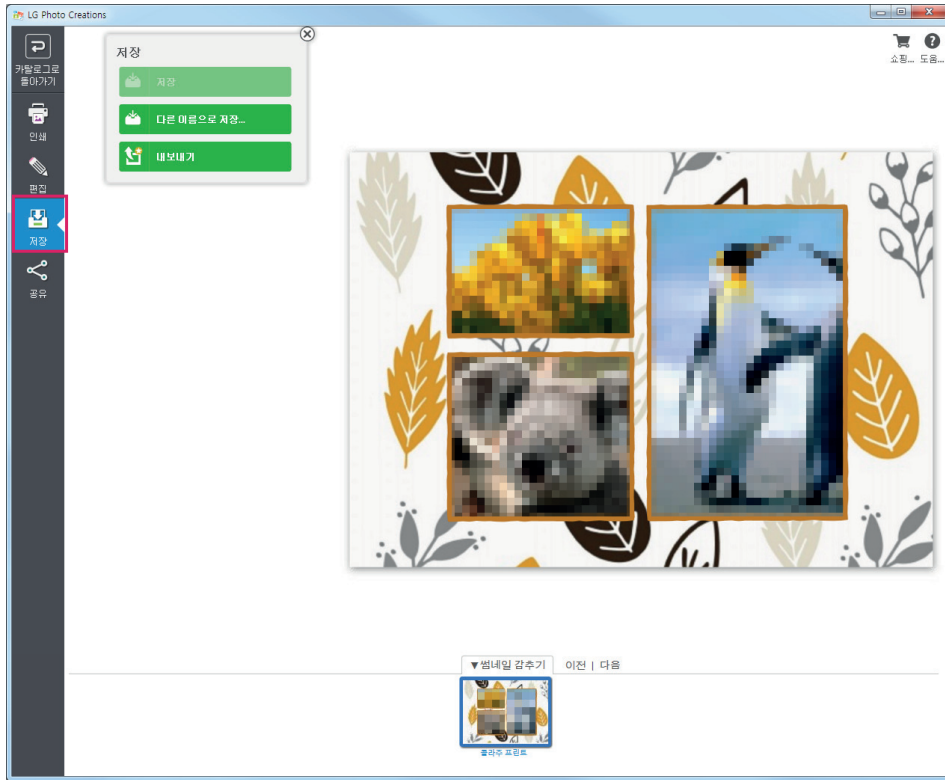 LG Photo Creations
카탈로그로
돌아가기
인쇄
편집
저장
공유
저장
저장
다른 이름으로 저장...
내보내기
쇼핑...
도움...
▼썸네일 감추기
이전 | 다음
콜라주 프린트